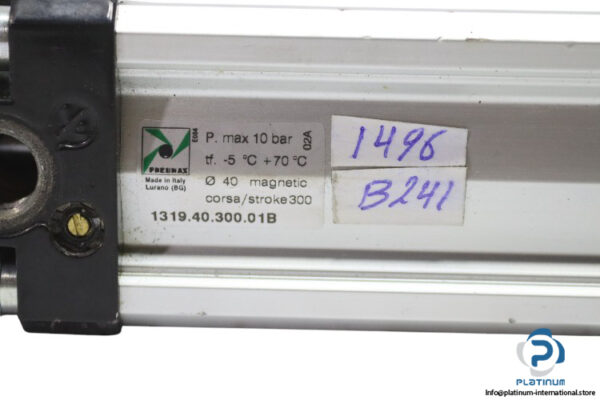 PNEUMAX
Made in Italy
Lurano (BG)
E004
P. max 10 bar
02A
tf. -5 °C +70 °C
Ø 40 magnetic
corsa/stroke 300
1319.40.300.01B
1496
B241
PLATINUM
Info@platinum-international.store